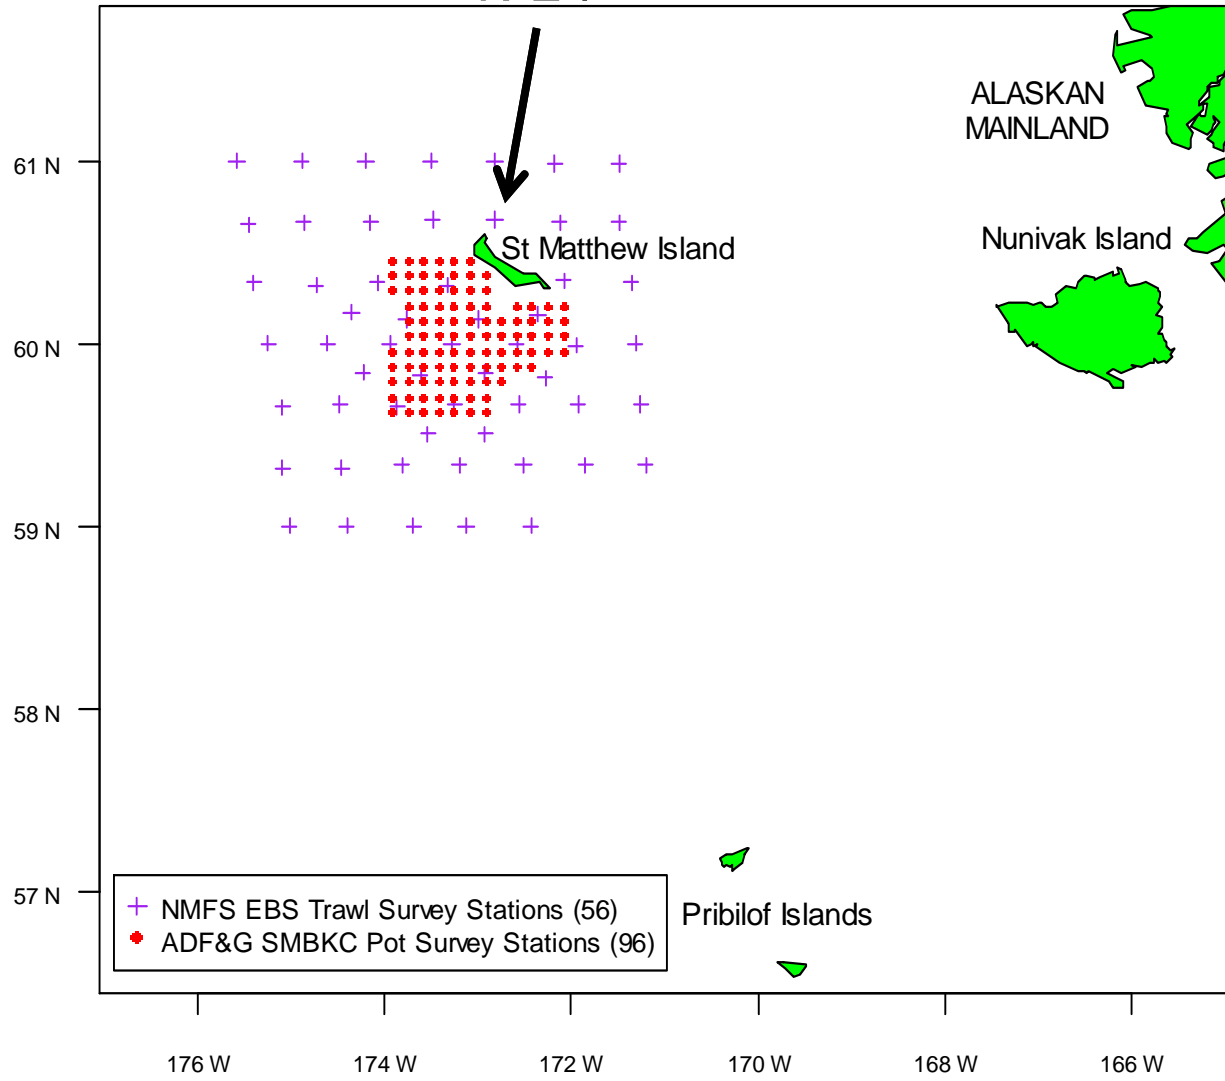 ALASKAN
MAINLAND
61 N
Nunivak Island
St Matthew Island
60 N
59 N
58 N
57 N
NMFS EBS Trawl Survey Stations (56)
ADF&G SMBKC Pot Survey Stations (96)
Pribilof Islands
176 W
174 W
172 W
170 W
168 W
166 W